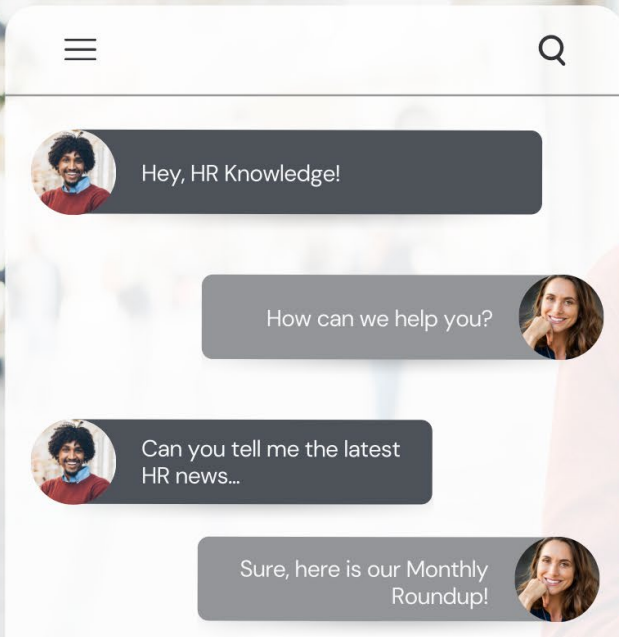 Hey, HR Knowledge!
How can we help you?
Can you tell me the latest
HR news...
Sure, here is our Monthly
Roundup!